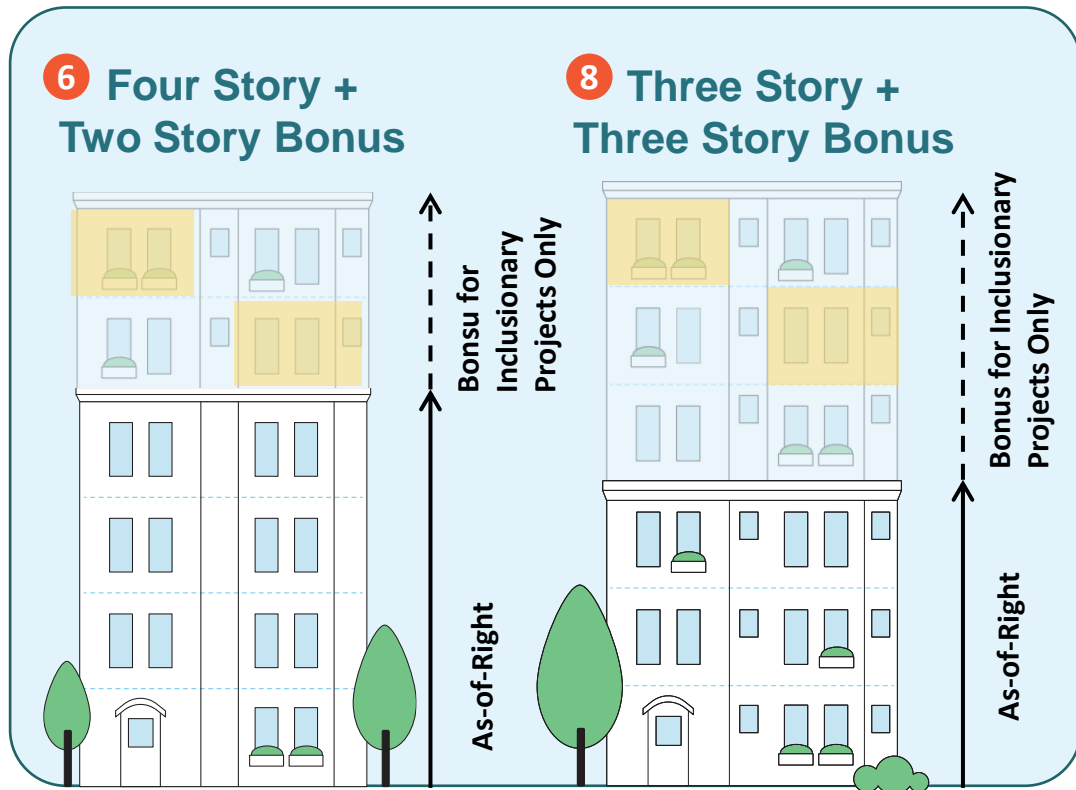 6 Four Story +
Two Story Bonus
Bonsu for
Inclusionary
Projects Only
As-of-Right
8 Three Story +
Three Story Bonus
Bonus for Inclusionary
Projects Only
As-of-Right